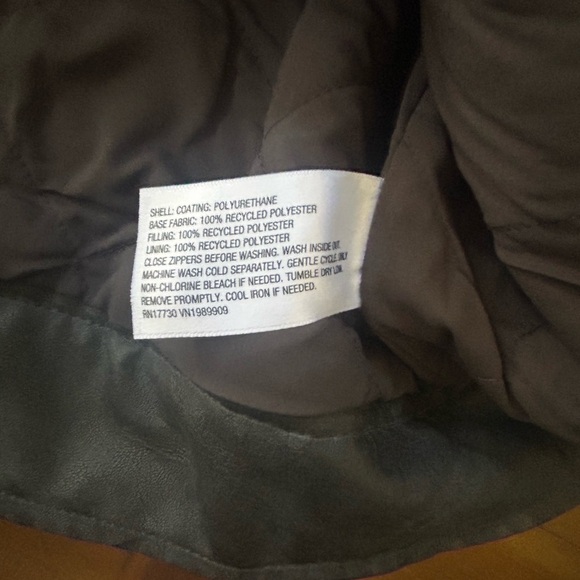 SHELL: COATING: POLYURETHANE
BASE FABRIC: 100% RECYCLED POLYESTER
FILLING: 100% RECYCLED POLYESTER
LINING: 100% RECYCLED POLYESTER
CLOSE ZIPPERS BEFORE WASHING. WASH INSIDE OUT.
MACHINE WASH COLD SEPARATELY. GENTLE CYCLE. ONLY
NON-CHLORINE BLEACH IF NEEDED. TUMBLE DRY LOW.
REMOVE PROMPTLY. COOL IRON IF NEEDED.
RN17730 VN1989909